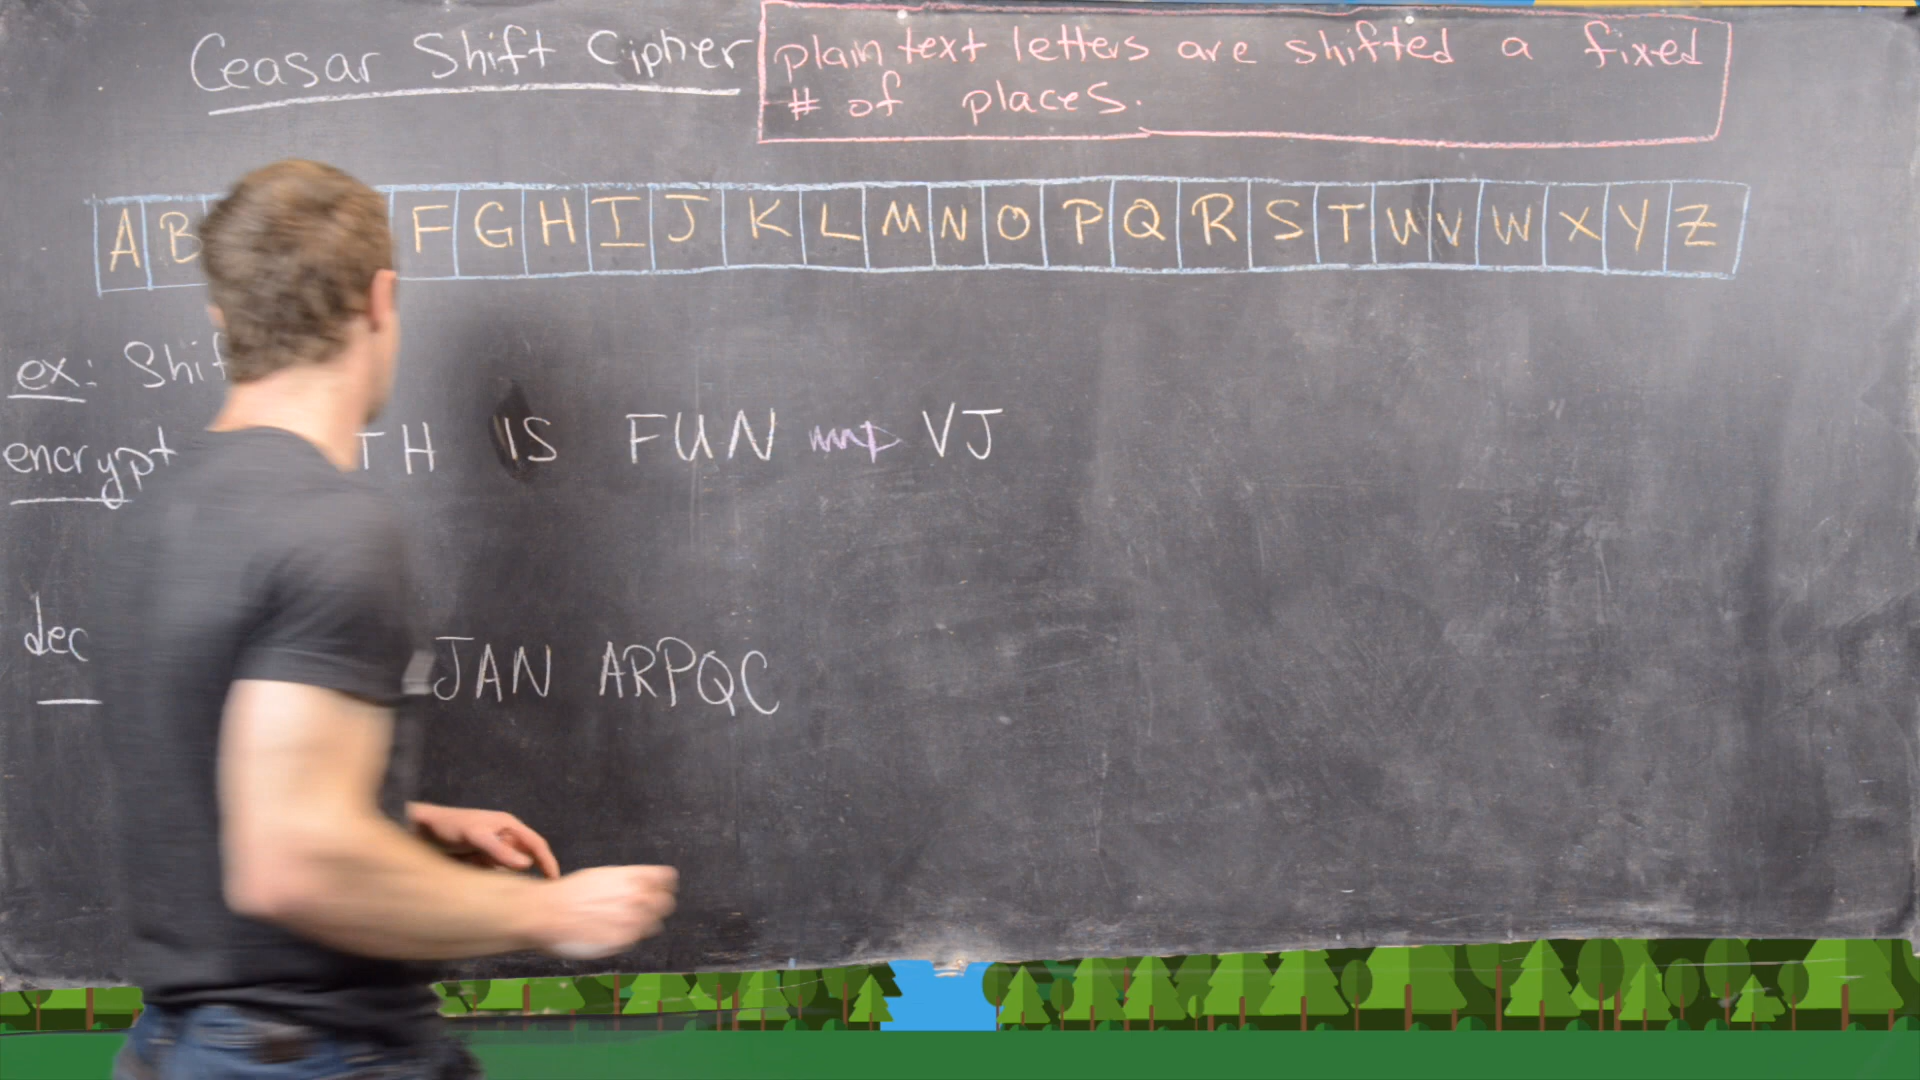 Ceasar Shift Cipher
plain text letters are shifted a fixed
# of places.
A B F G H I J K L M N O P Q R S T U V W X Y Z
ex: Shif
encrypt TH IS FUN VJ
dec JAN ARPQC